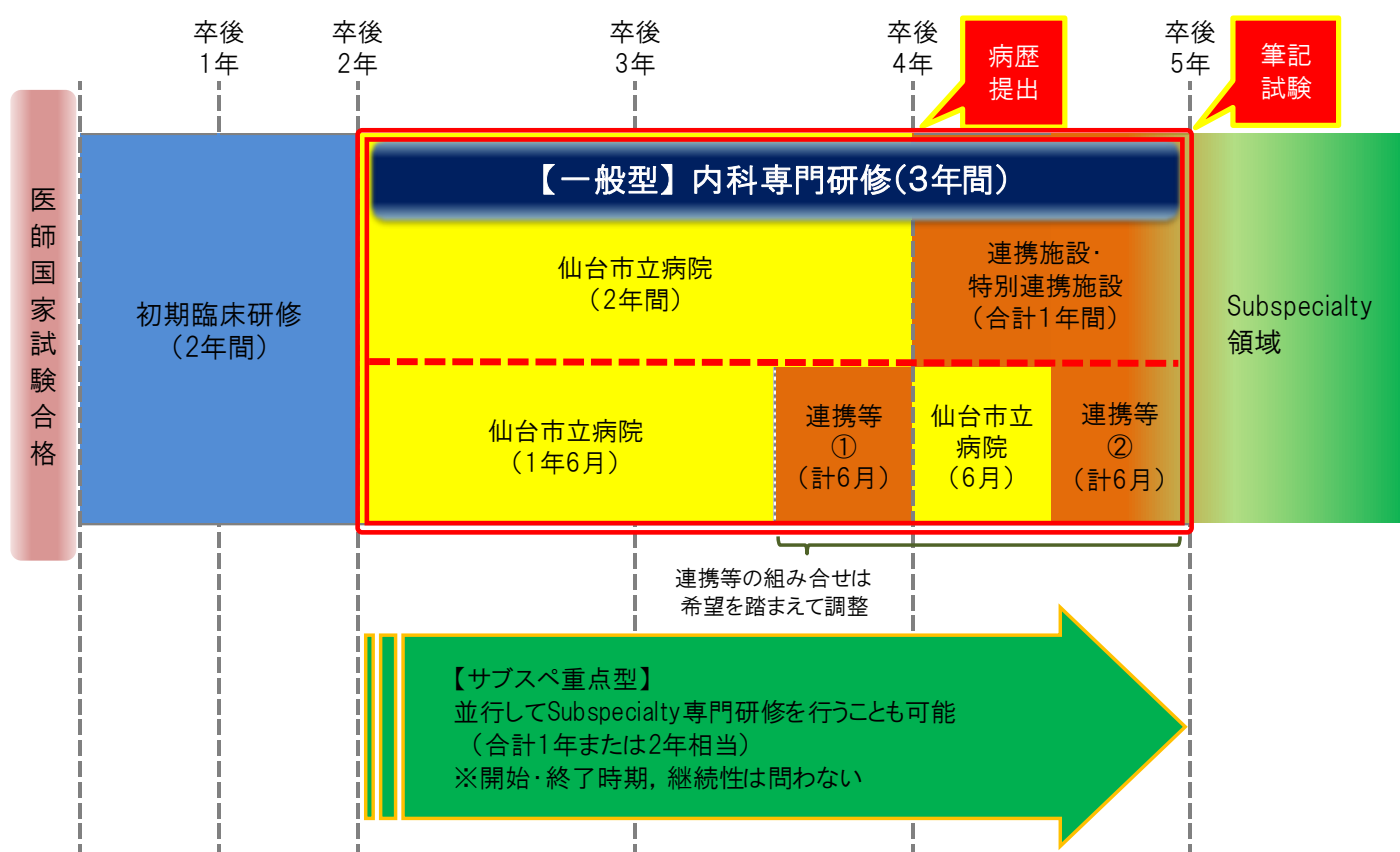 卒後
1年
卒後
2年
卒後
3年
卒後
4年
病歴
提出
卒後
5年
筆記
試験
医師国家試験合格
初期臨床研修
（2年間）
【一般型】内科専門研修（3年間）
仙台市立病院
（2年間）
連携施設・
特別連携施設
（合計1年間）
仙台市立病院
（1年6月）
連携等
①
（計6月）
仙台市立
病院
（6月）
連携等
②
（計6月）
Subspecialty
領域
連携等の組み合せは
希望を踏まえて調整
【サブスペ重点型】
並行してSubspecialty専門研修を行うことも可能
（合計1年または2年相当）
※開始・終了時期，継続性は問わない